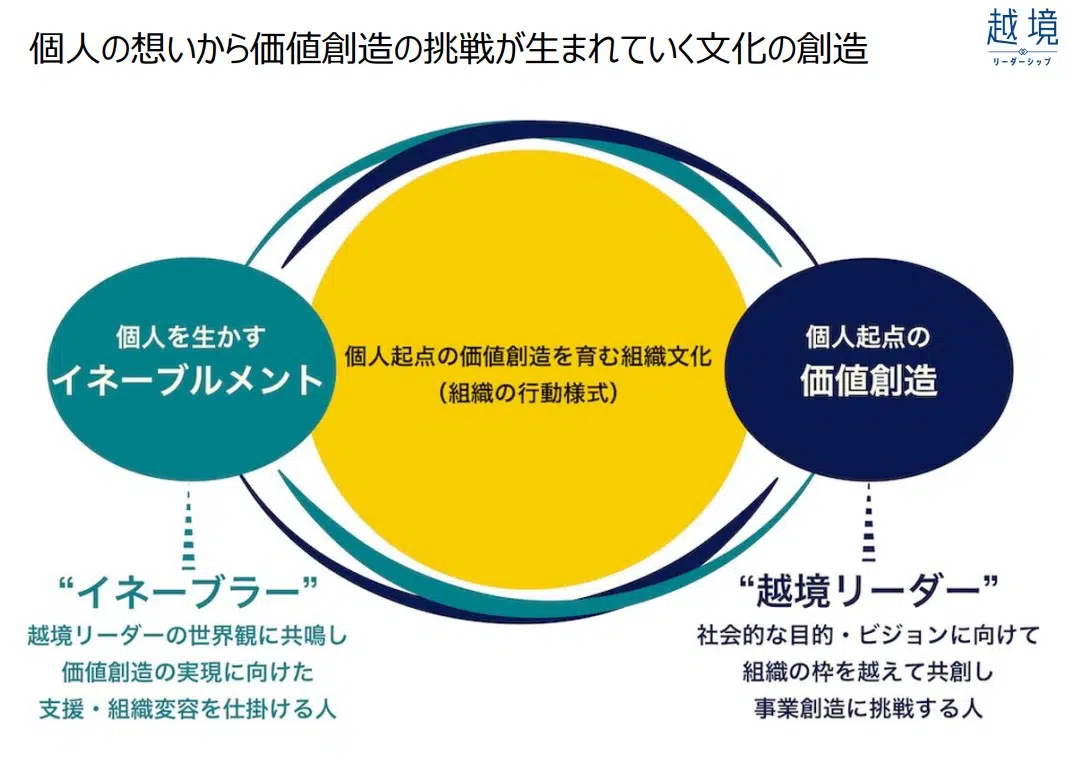 個人の想いから価値創造の挑戦が生まれていく文化の創造
越境
リーダーシップ
個人を生かす
イネーブルメント
個人起点の価値創造を育む組織文化
（組織の行動様式）
個人起点の
価値創造
“イネーブラー”
越境リーダーの世界観に共鳴し
価値創造の実現に向けた
支援・組織変容を仕掛ける人
“越境リーダー”
社会的な目的・ビジョンに向けて
組織の枠を越えて共創し
事業創造に挑戦する人